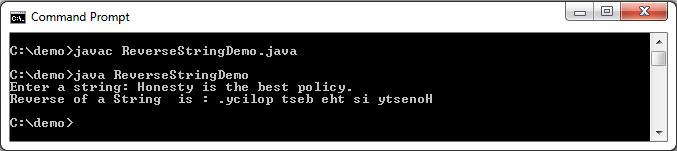 Command Prompt
C:\demo>javac ReverseStringDemo.java
C:\demo>java ReverseStringDemo
Enter a string: Honesty is the best policy.
Reverse of a String  is : .ycilop tseb eht si ytsenoH
C:\demo>